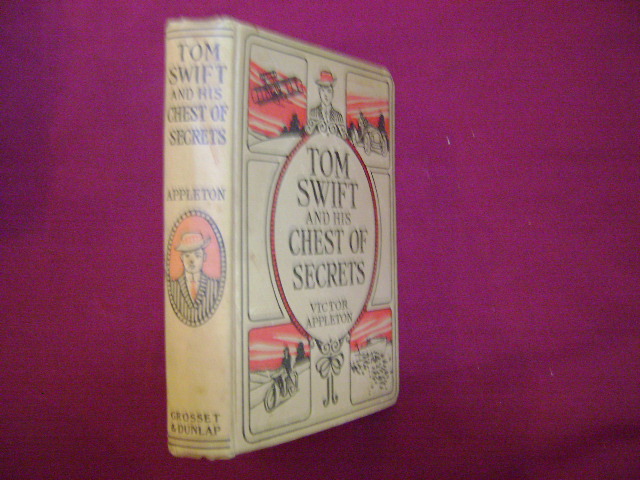 TOM
SWIFT
AND HIS
CHEST OF
SECRETS
APPLETON
GROSSET
& DUNLAP
TOM
SWIFT
AND HIS
CHEST OF
SECRETS
VICTOR
APPLETON